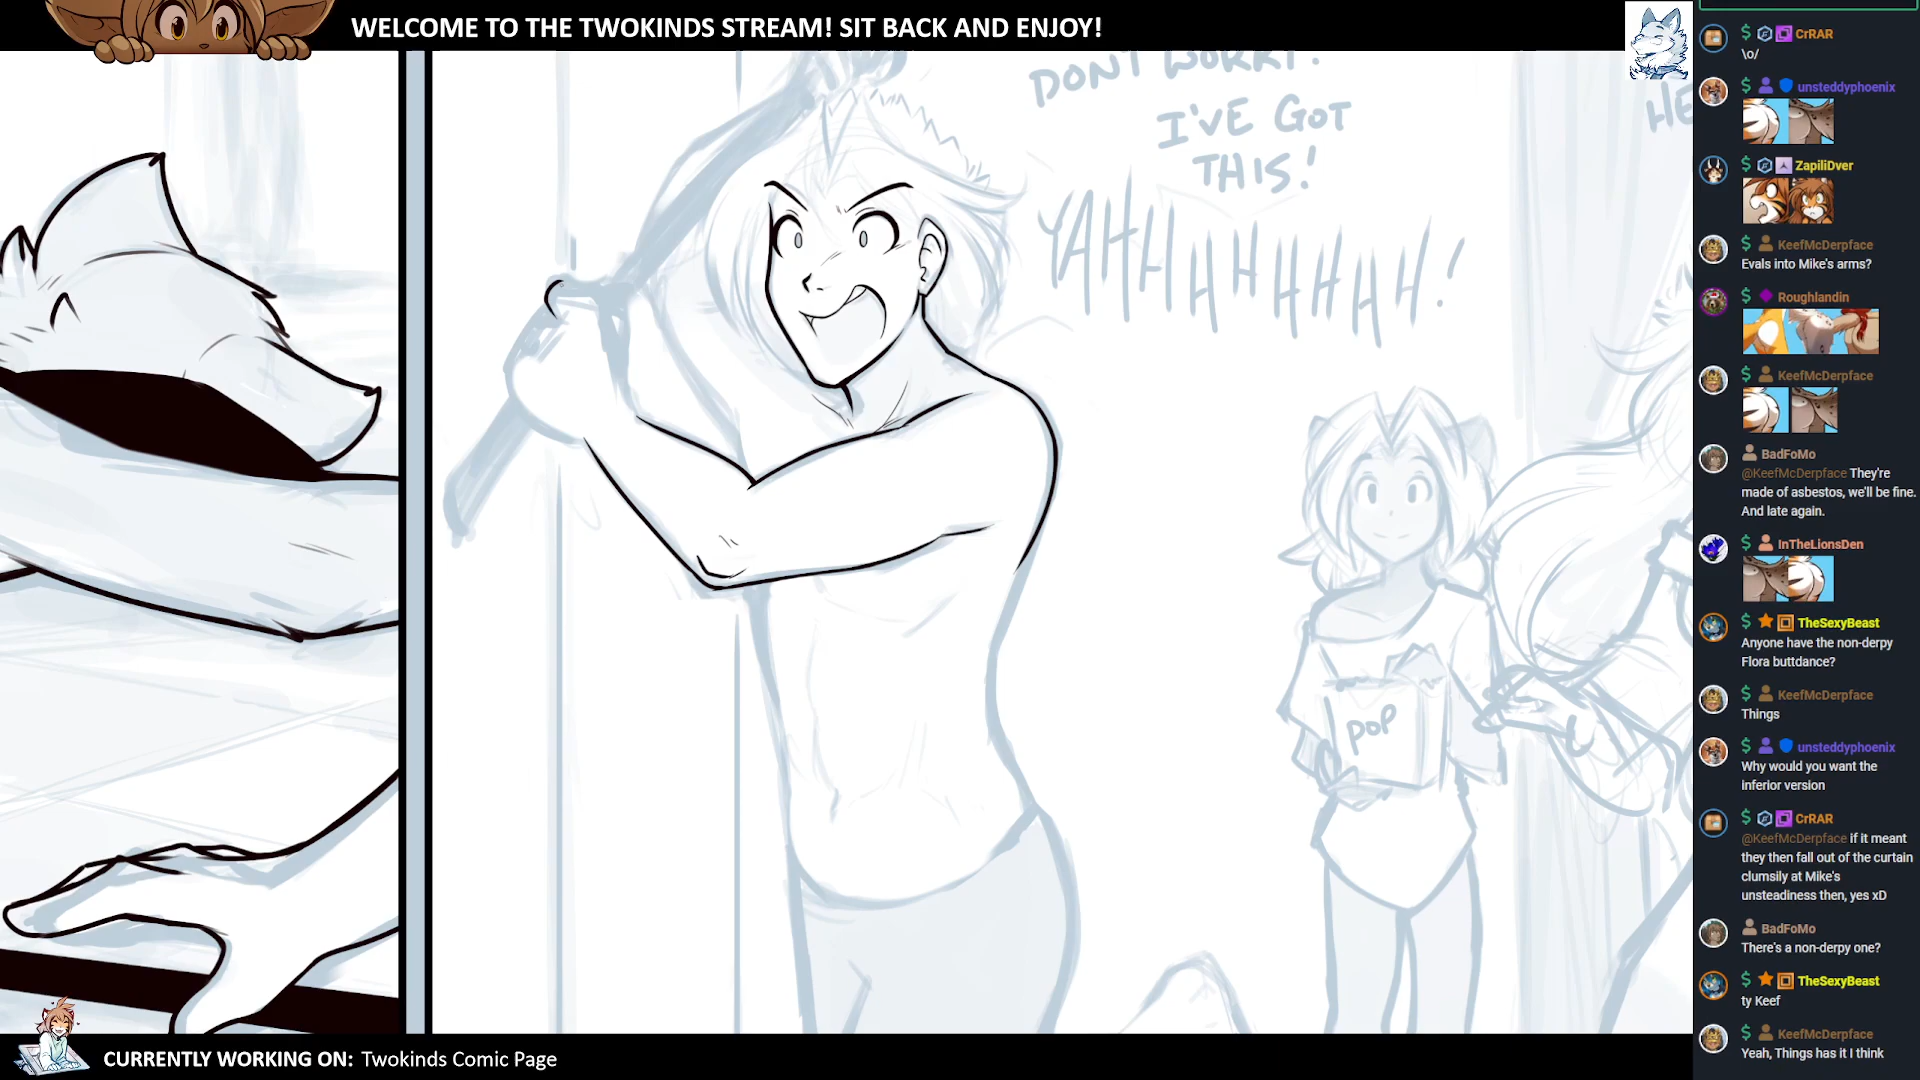 WELCOME TO THE TWOKINDS STREAM! SIT BACK AND ENJOY!
DON'T WORRY!
I'VE GOT
THIS!
YAHHHHHHHH!
HE
POP
CURRENTLY WORKING ON: Twokinds Comic Page
CrRAR
\o/
unsteddyphoenix
ZapiliDver
KeefMcDerpface
Evals into Mike's arms?
Roughlandin
KeefMcDerpface
BadFoMo
@KeefMcDerpface They're
made of asbestos, we'll be fine.
And late again.
InTheLionsDen
TheSexyBeast
Anyone have the non-derpy
Flora buttdance?
KeefMcDerpface
Things
unsteddyphoenix
Why would you want the
inferior version
CrRAR
@KeefMcDerpface if it meant
they then fall out of the curtain
clumsily at Mike's
unsteadiness then, yes xD
BadFoMo
There's a non-derpy one?
TheSexyBeast
ty Keef
KeefMcDerpface
Yeah, Things has it I think